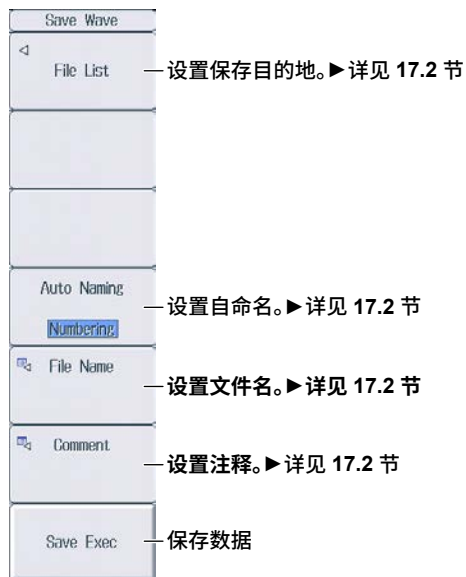 Save Wave
File List
设置保存目的地。►详见 17.2 节
Auto Naming
Numbering
设置自命名。►详见 17.2 节
File Name
设置文件名。►详见 17.2 节
Comment
设置注释。►详见 17.2 节
Save Exec
保存数据